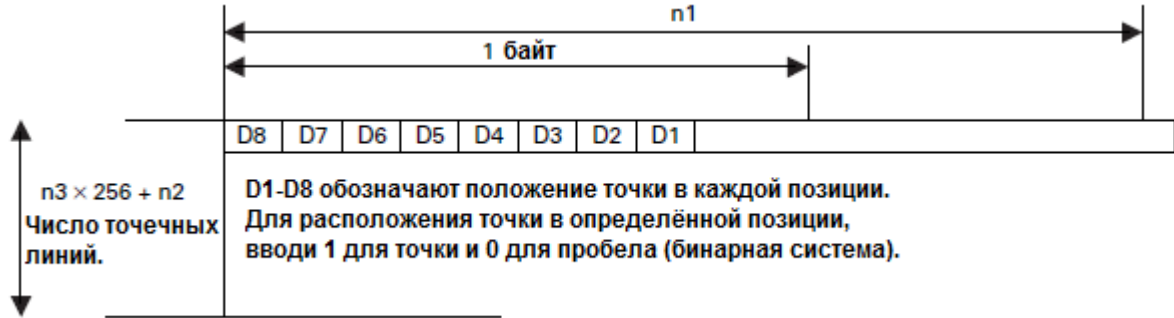 n1
1 байт
D8 D7 D6 D5 D4 D3 D2 D1
n3 × 256 + n2
Число точечных
линий.
D1-D8 обозначают положение точки в каждой позиции.
Для расположения точки в определённой позиции,
вводи 1 для точки и 0 для пробела (бинарная система).